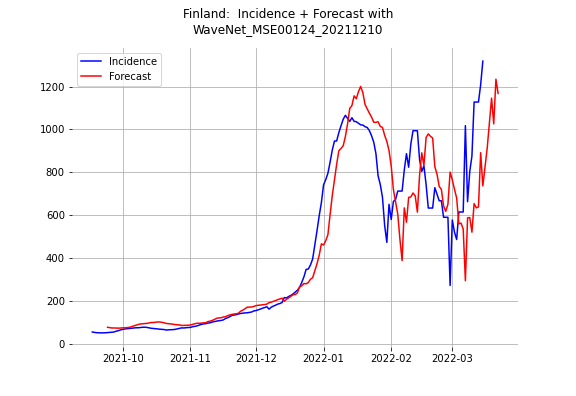 Finland:  Incidence + Forecast with
WaveNet_MSE00124_20211210
Incidence
Forecast
1200
1000
800
600
400
200
0
2021-10 2021-11 2021-12 2022-01 2022-02 2022-03